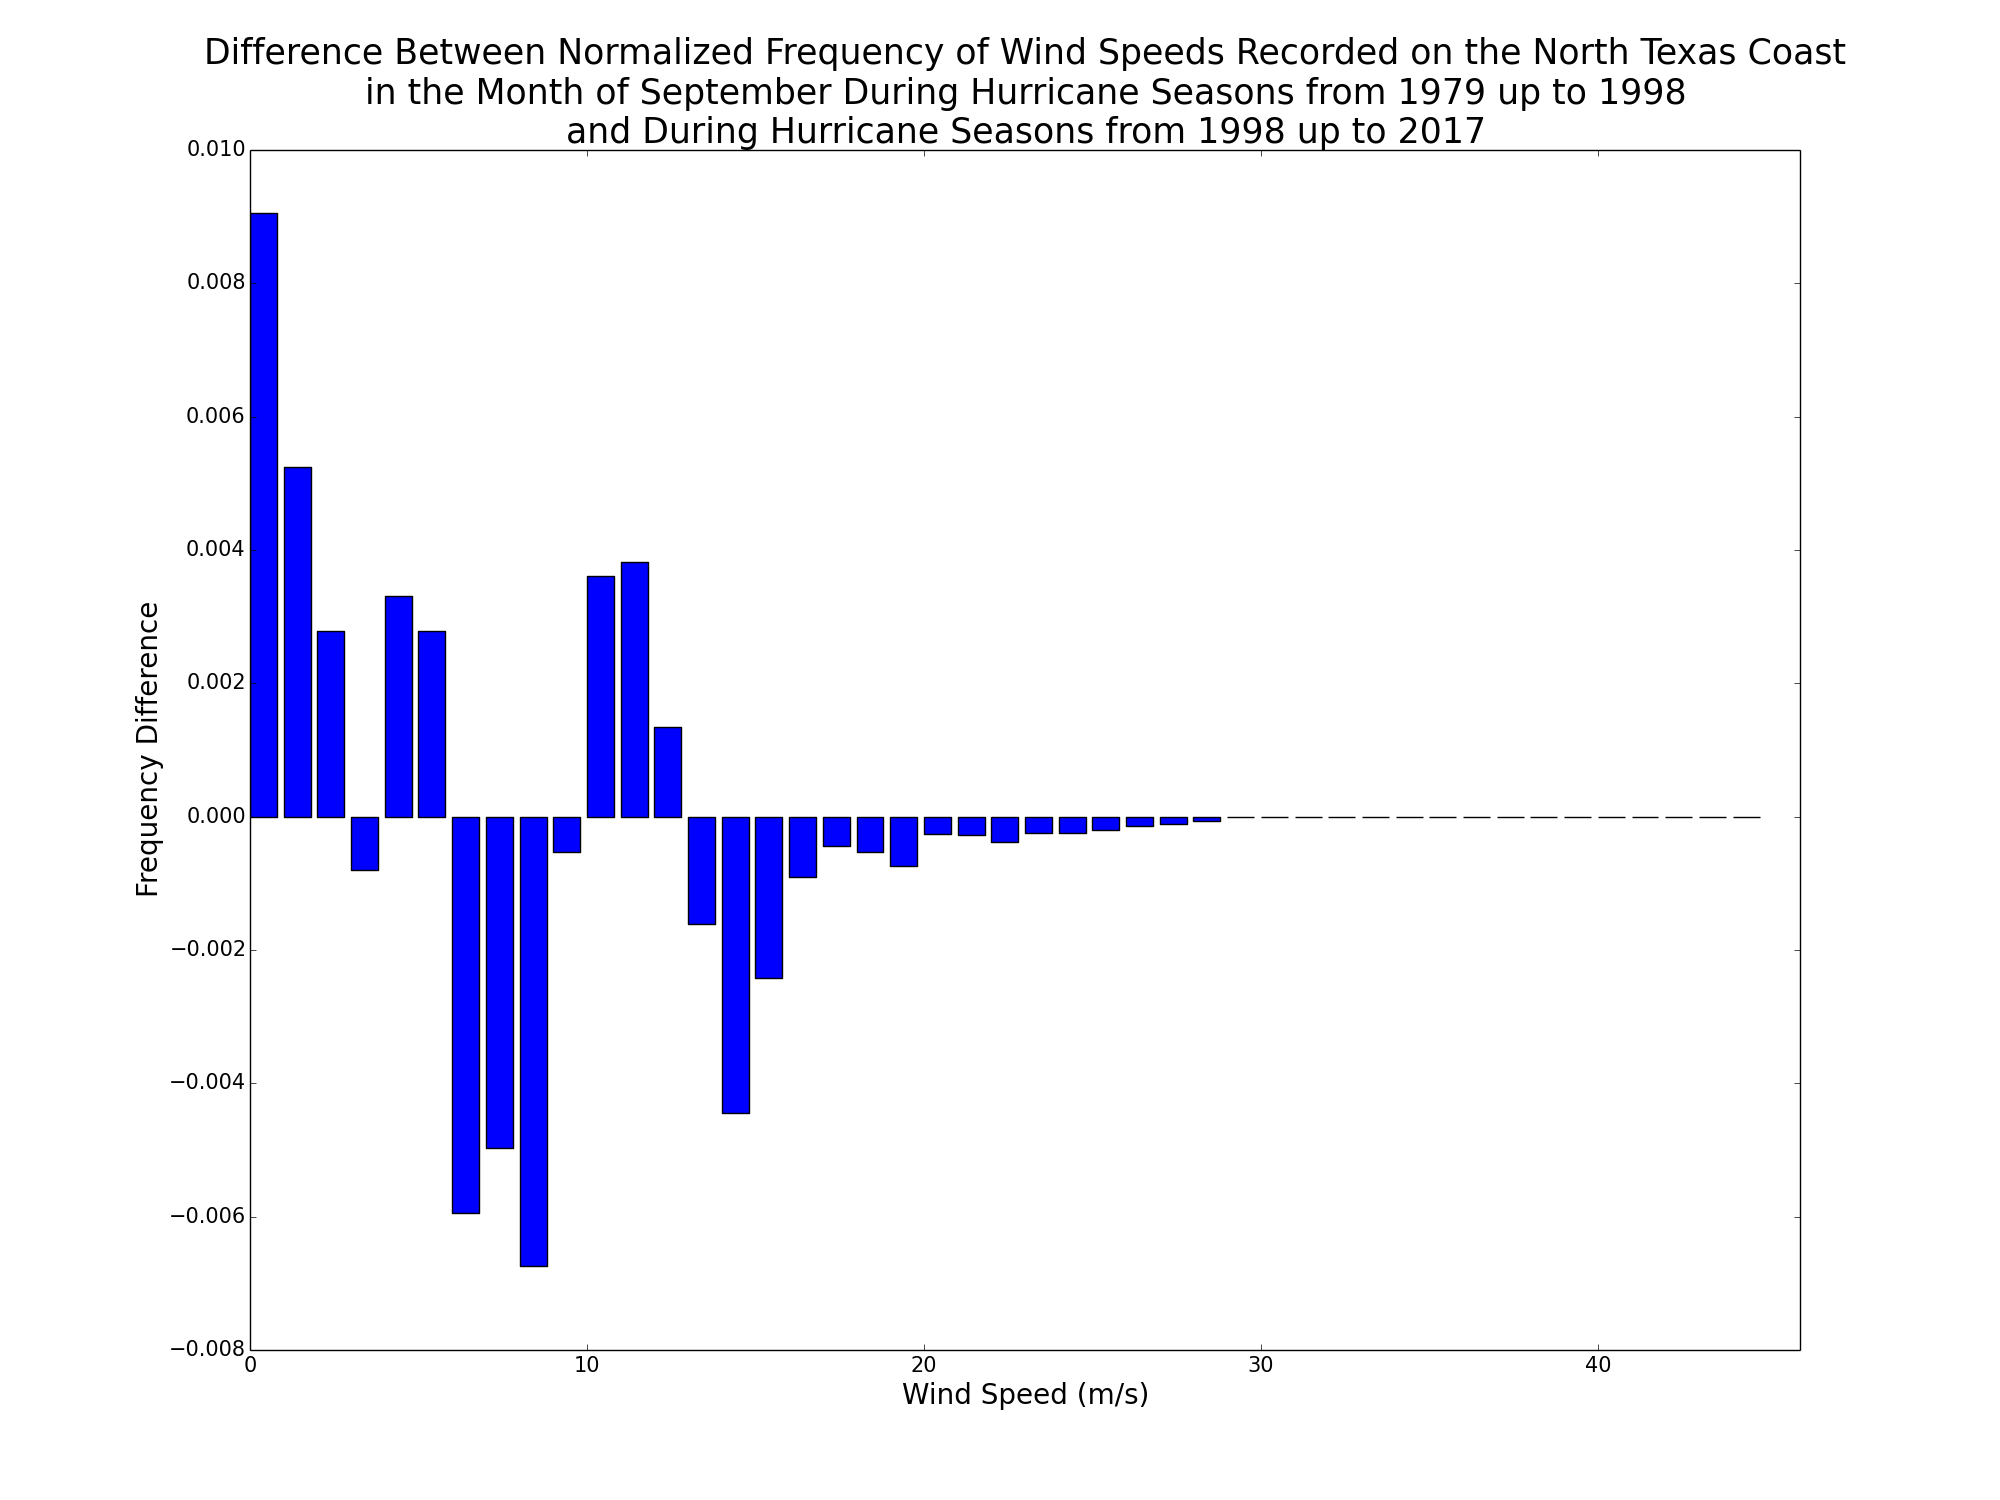 Difference Between Normalized Frequency of Wind Speeds Recorded on the North Texas Coast
in the Month of September During Hurricane Seasons from 1979 up to 1998
and During Hurricane Seasons from 1998 up to 2017
0.010
0.008
0.006
0.004
0.002
0.000
−0.002
−0.004
−0.006
−0.008
Frequency Difference
0 10 20 30 40
Wind Speed (m/s)